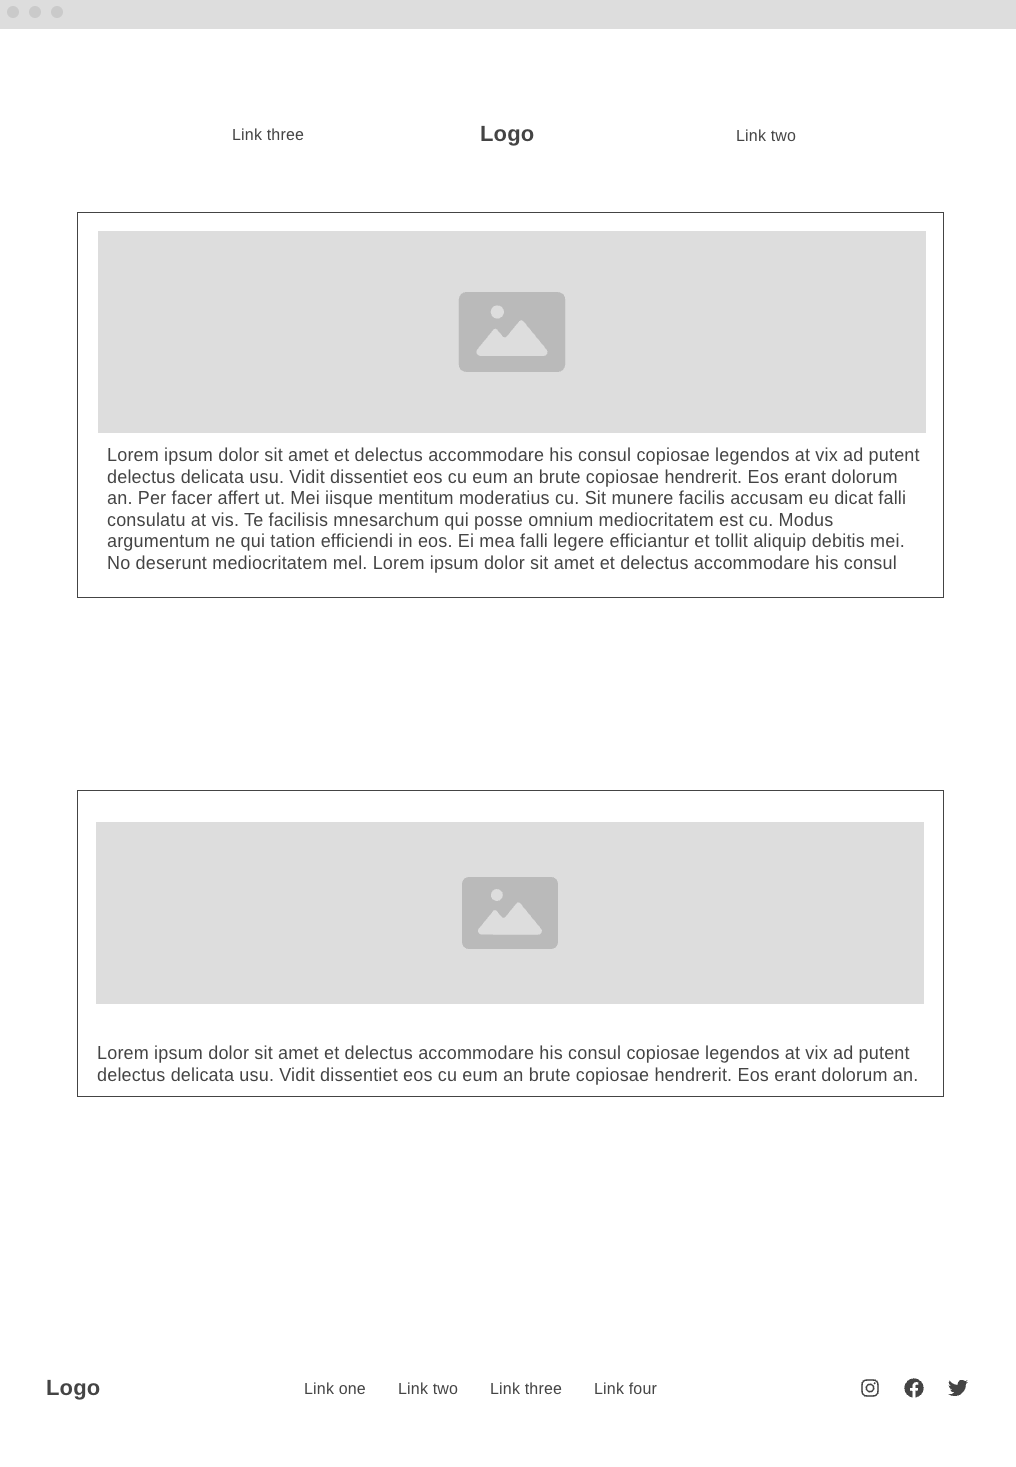 Link three
Logo
Link two
Lorem ipsum dolor sit amet et delectus accommodare his consul copiosae legendos at vix ad putent
delectus delicata usu. Vidit dissentiet eos cu eum an brute copiosae hendrerit. Eos erant dolorum
an. Per facer affert ut. Mei iisque mentitum moderatius cu. Sit munere facilis accusam eu dicat falli
consulatu at vis. Te facilisis mnesarchum qui posse omnium mediocritatem est cu. Modus
argumentum ne qui tation efficiendi in eos. Ei mea falli legere efficiantur et tollit aliquip debitis mei.
No deserunt mediocritatem mel. Lorem ipsum dolor sit amet et delectus accommodare his consul
Lorem ipsum dolor sit amet et delectus accommodare his consul copiosae legendos at vix ad putent
delectus delicata usu. Vidit dissentiet eos cu eum an brute copiosae hendrerit. Eos erant dolorum an.
Logo
Link one
Link two
Link three
Link four